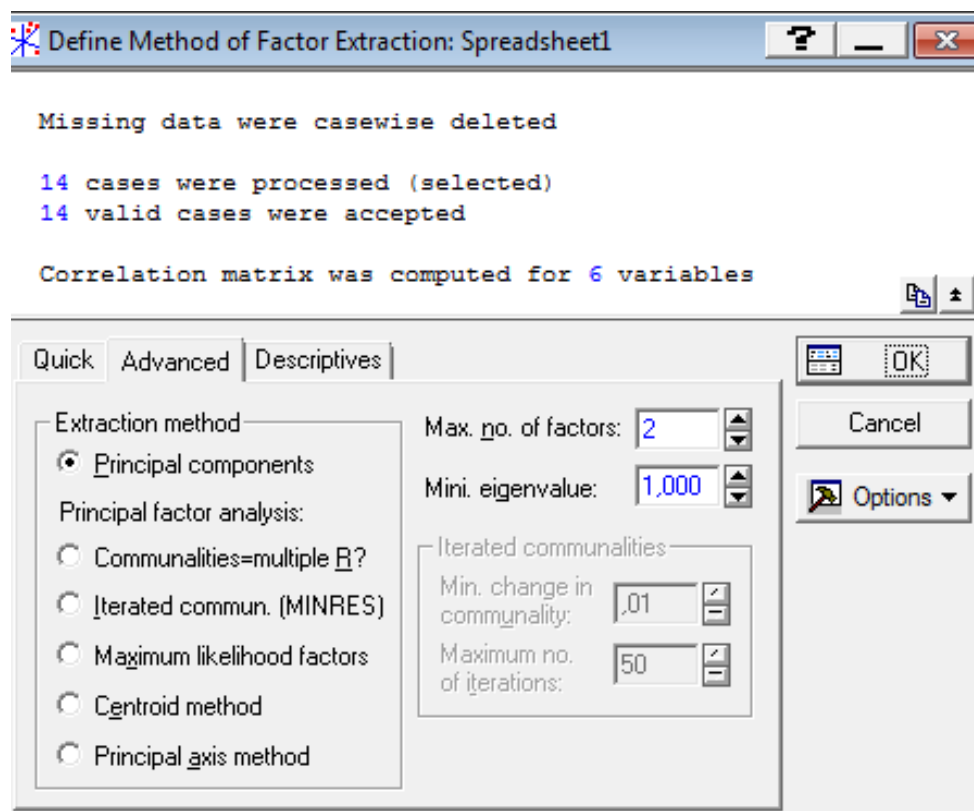 Define Method of Factor Extraction: Spreadsheet1
Missing data were casewise deleted
14 cases were processed (selected)
14 valid cases were accepted
Correlation matrix was computed for 6 variables
Quick Advanced Descriptives
OK
Cancel
Options
Extraction method
Principal components
Principal factor analysis:
Communalities=multiple R?
Iterated commun. (MINRES)
Maximum likelihood factors
Centroid method
Principal axis method
Max. no. of factors: 2
Mini. eigenvalue: 1,000
Iterated communalities
Min. change in
communality: ,01
Maximum no.
of iterations: 50